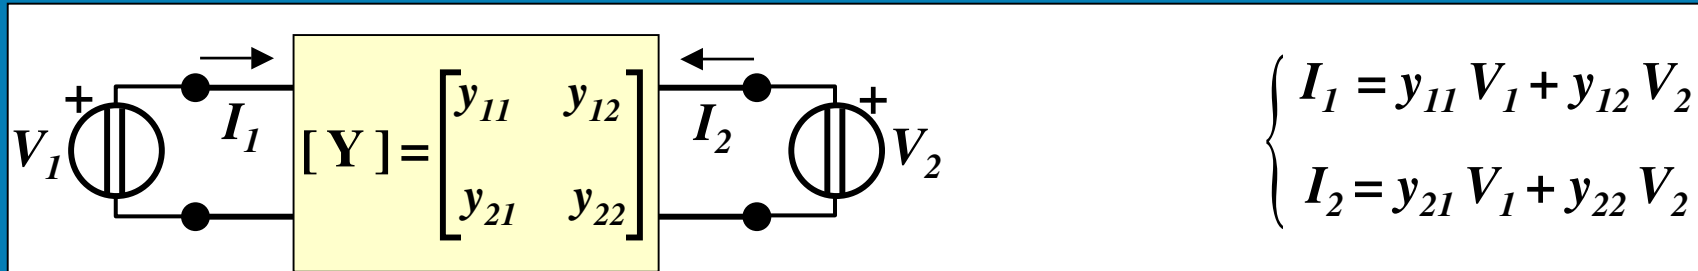 + I₁ [ Y ] = [ y₁₁ y₁₂ I₂ +
V₁ y₂₁ y₂₂ ] V₂
{ I₁ = y₁₁ V₁ + y₁₂ V₂
I₂ = y₂₁ V₁ + y₂₂ V₂